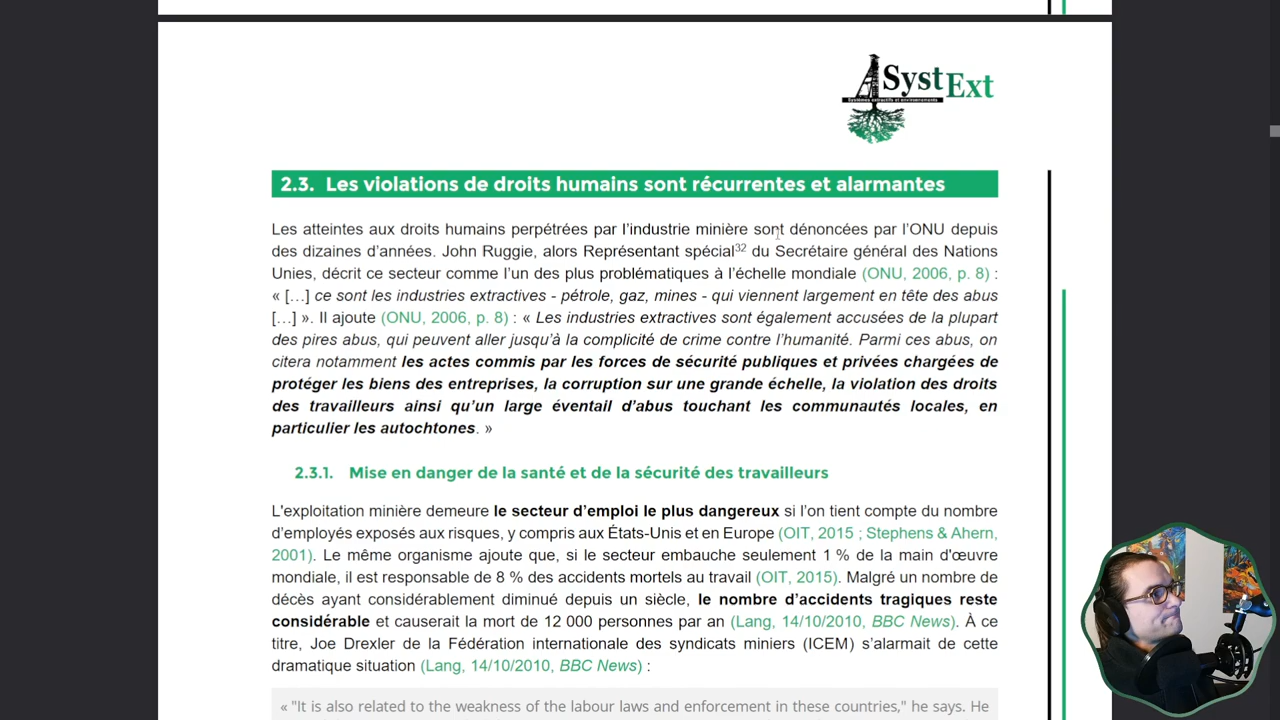 SystExt
Systèmes extractifs et environnements
2.3. Les violations de droits humains sont récurrentes et alarmantes
Les atteintes aux droits humains perpétrées par l'industrie minière sont dénoncées par l'ONU depuis
des dizaines d'années. John Ruggie, alors Représentant spécial32 du Secrétaire général des Nations
Unies, décrit ce secteur comme l'un des plus problématiques à l'échelle mondiale (ONU, 2006, p. 8) :
« […] ce sont les industries extractives - pétrole, gaz, mines - qui viennent largement en tête des abus
[…] ». Il ajoute (ONU, 2006, p. 8) : « Les industries extractives sont également accusées de la plupart
des pires abus, qui peuvent aller jusqu'à la complicité de crime contre l'humanité. Parmi ces abus, on
citera notamment les actes commis par les forces de sécurité publiques et privées chargées de
protéger les biens des entreprises, la corruption sur une grande échelle, la violation des droits
des travailleurs ainsi qu'un large éventail d'abus touchant les communautés locales, en
particulier les autochtones. »
2.3.1. Mise en danger de la santé et de la sécurité des travailleurs
L'exploitation minière demeure le secteur d'emploi le plus dangereux si l'on tient compte du nombre
d'employés exposés aux risques, y compris aux États-Unis et en Europe (OIT, 2015 ; Stephens & Ahern,
2001). Le même organisme ajoute que, si le secteur embauche seulement 1 % de la main d'œuvre
mondiale, il est responsable de 8 % des accidents mortels au travail (OIT, 2015). Malgré un nombre de
décès ayant considérablement diminué depuis un siècle, le nombre d'accidents tragiques reste
considérable et causerait la mort de 12 000 personnes par an (Lang, 14/10/2010, BBC News). À ce
titre, Joe Drexler de la Fédération internationale des syndicats miniers (ICEM) s'alarmait de cette
dramatique situation (Lang, 14/10/2010, BBC News) :
« "It is also related to the weakness of the labour laws and enforcement in these countries," he says. He